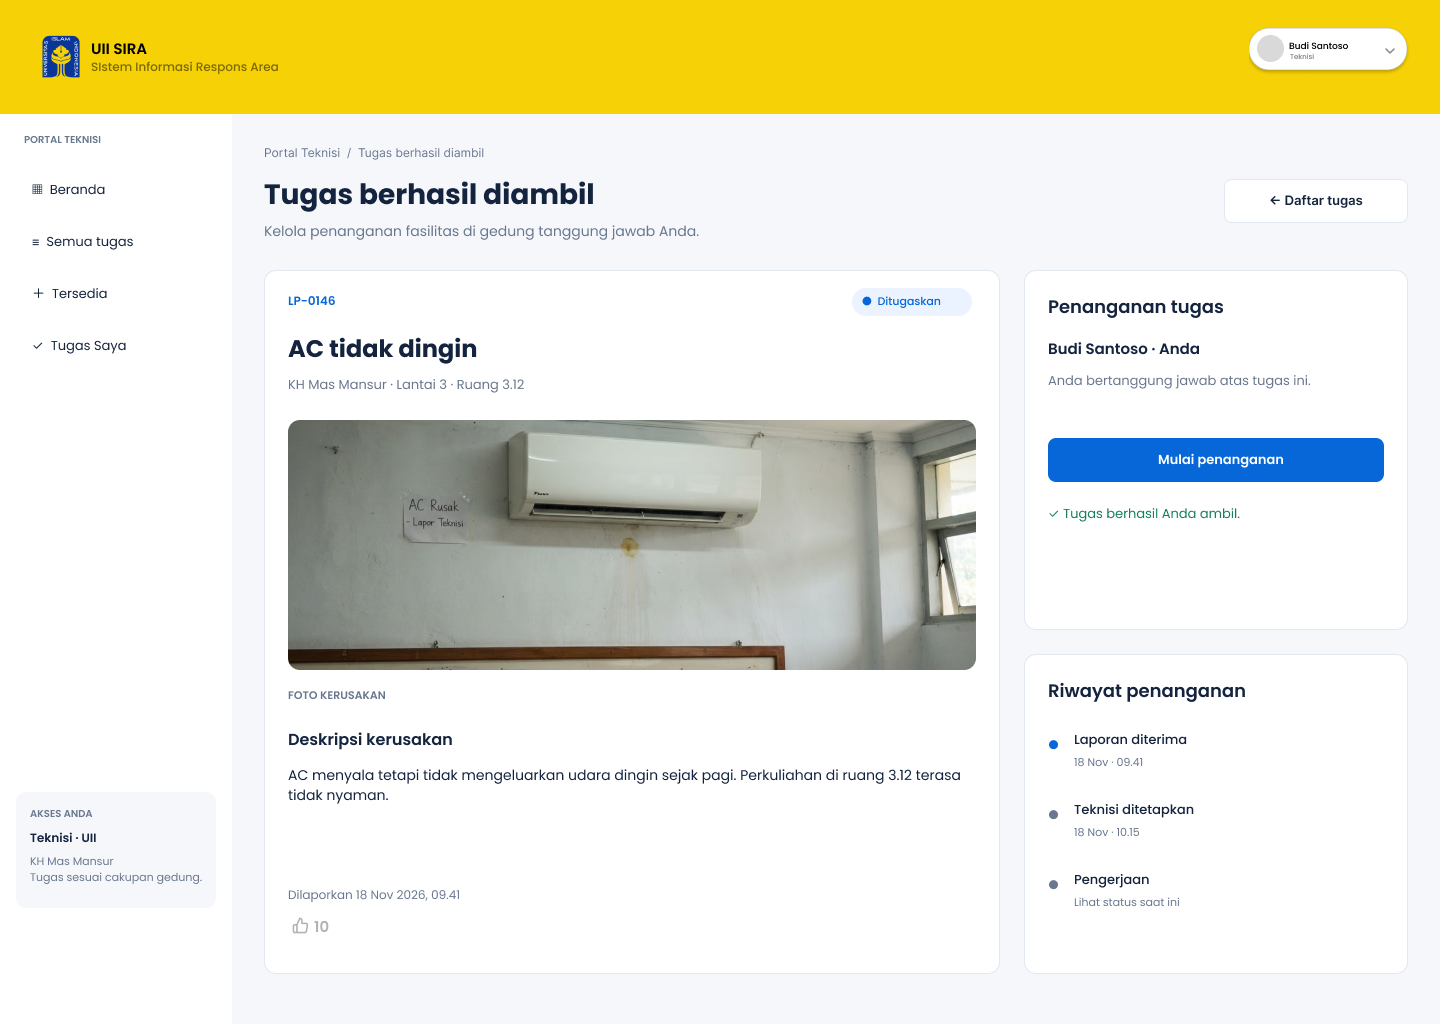 UNIVERSITAS
ISLAM
INDONESIA
UII SIRA
SIstem Informasi Respons Area
Budi Santoso
Teknisi
PORTAL TEKNISI
Beranda
Semua tugas
Tersedia
Tugas Saya
AKSES ANDA
Teknisi · UII
KH Mas Mansur
Tugas sesuai cakupan gedung.
Portal Teknisi / Tugas berhasil diambil
Tugas berhasil diambil
Kelola penanganan fasilitas di gedung tanggung jawab Anda.
← Daftar tugas
LP-0146
Ditugaskan
AC tidak dingin
KH Mas Mansur · Lantai 3 · Ruang 3.12
AC Rusak
- Lapor Teknisi
FOTO KERUSAKAN
Deskripsi kerusakan
AC menyala tetapi tidak mengeluarkan udara dingin sejak pagi. Perkuliahan di ruang 3.12 terasa
tidak nyaman.
Dilaporkan 18 Nov 2026, 09.41
10
Penanganan tugas
Budi Santoso · Anda
Anda bertanggung jawab atas tugas ini.
Mulai penanganan
✓ Tugas berhasil Anda ambil.
Riwayat penanganan
Laporan diterima
18 Nov · 09.41
Teknisi ditetapkan
18 Nov · 10.15
Pengerjaan
Lihat status saat ini